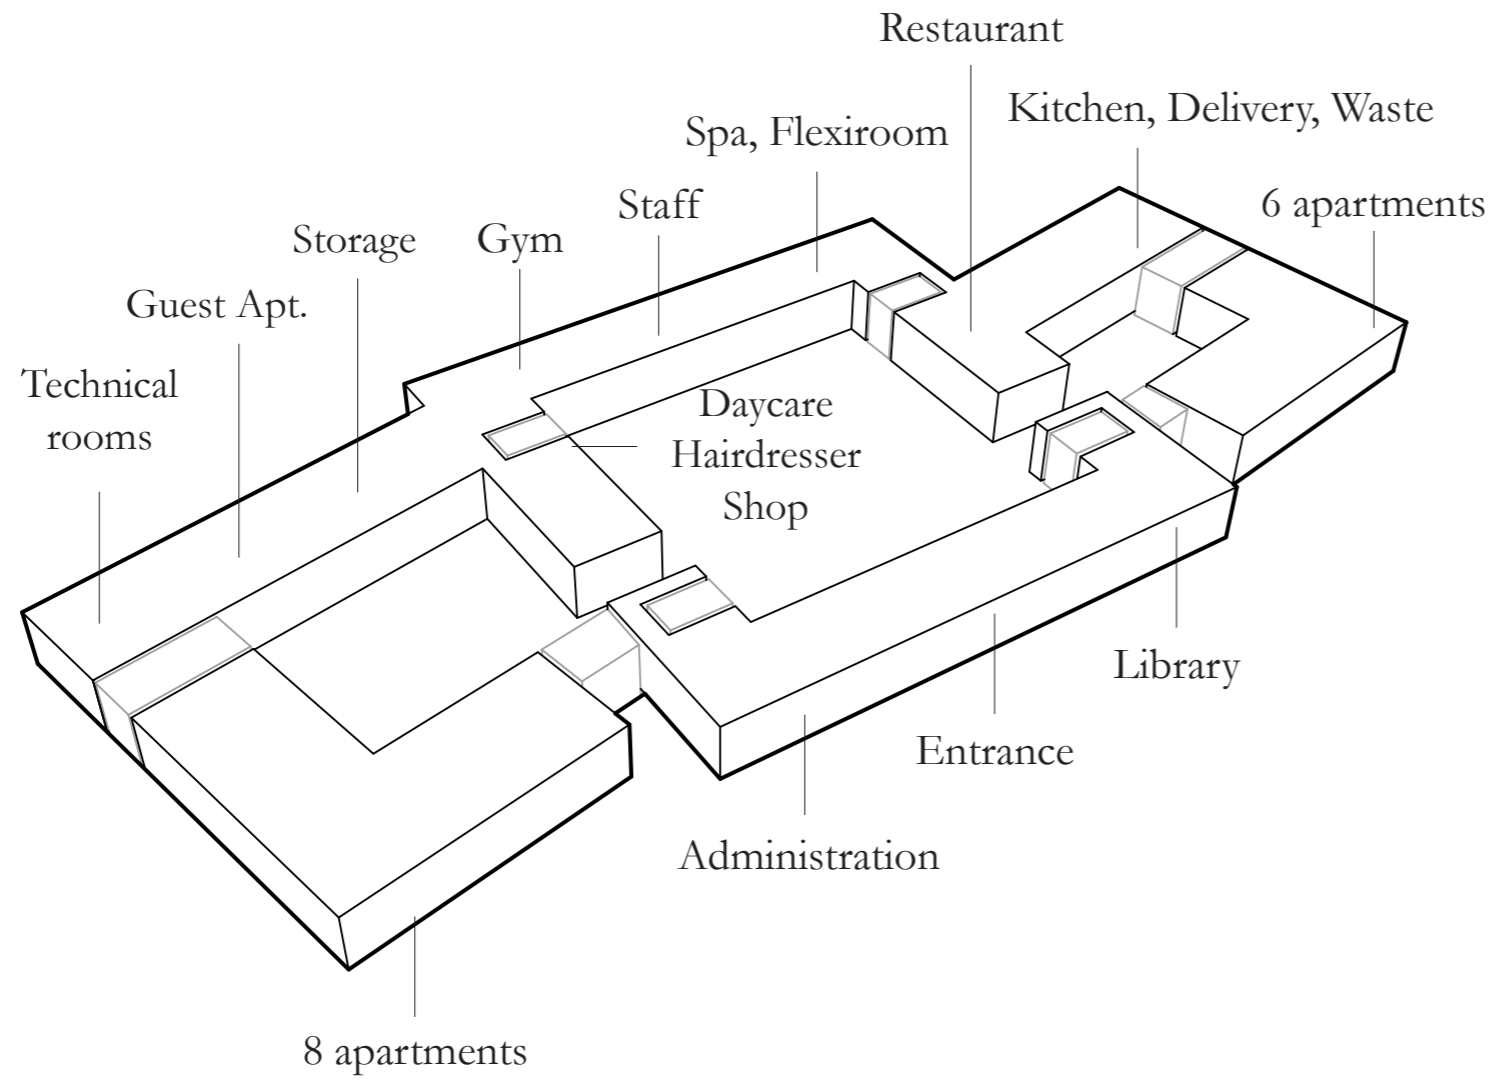 Restaurant
Kitchen, Delivery, Waste
Spa, Flexiroom
6 apartments
Staff
Storage
Gym
Guest Apt.
Technical
rooms
Daycare
Hairdresser
Shop
Library
Entrance
Administration
8 apartments